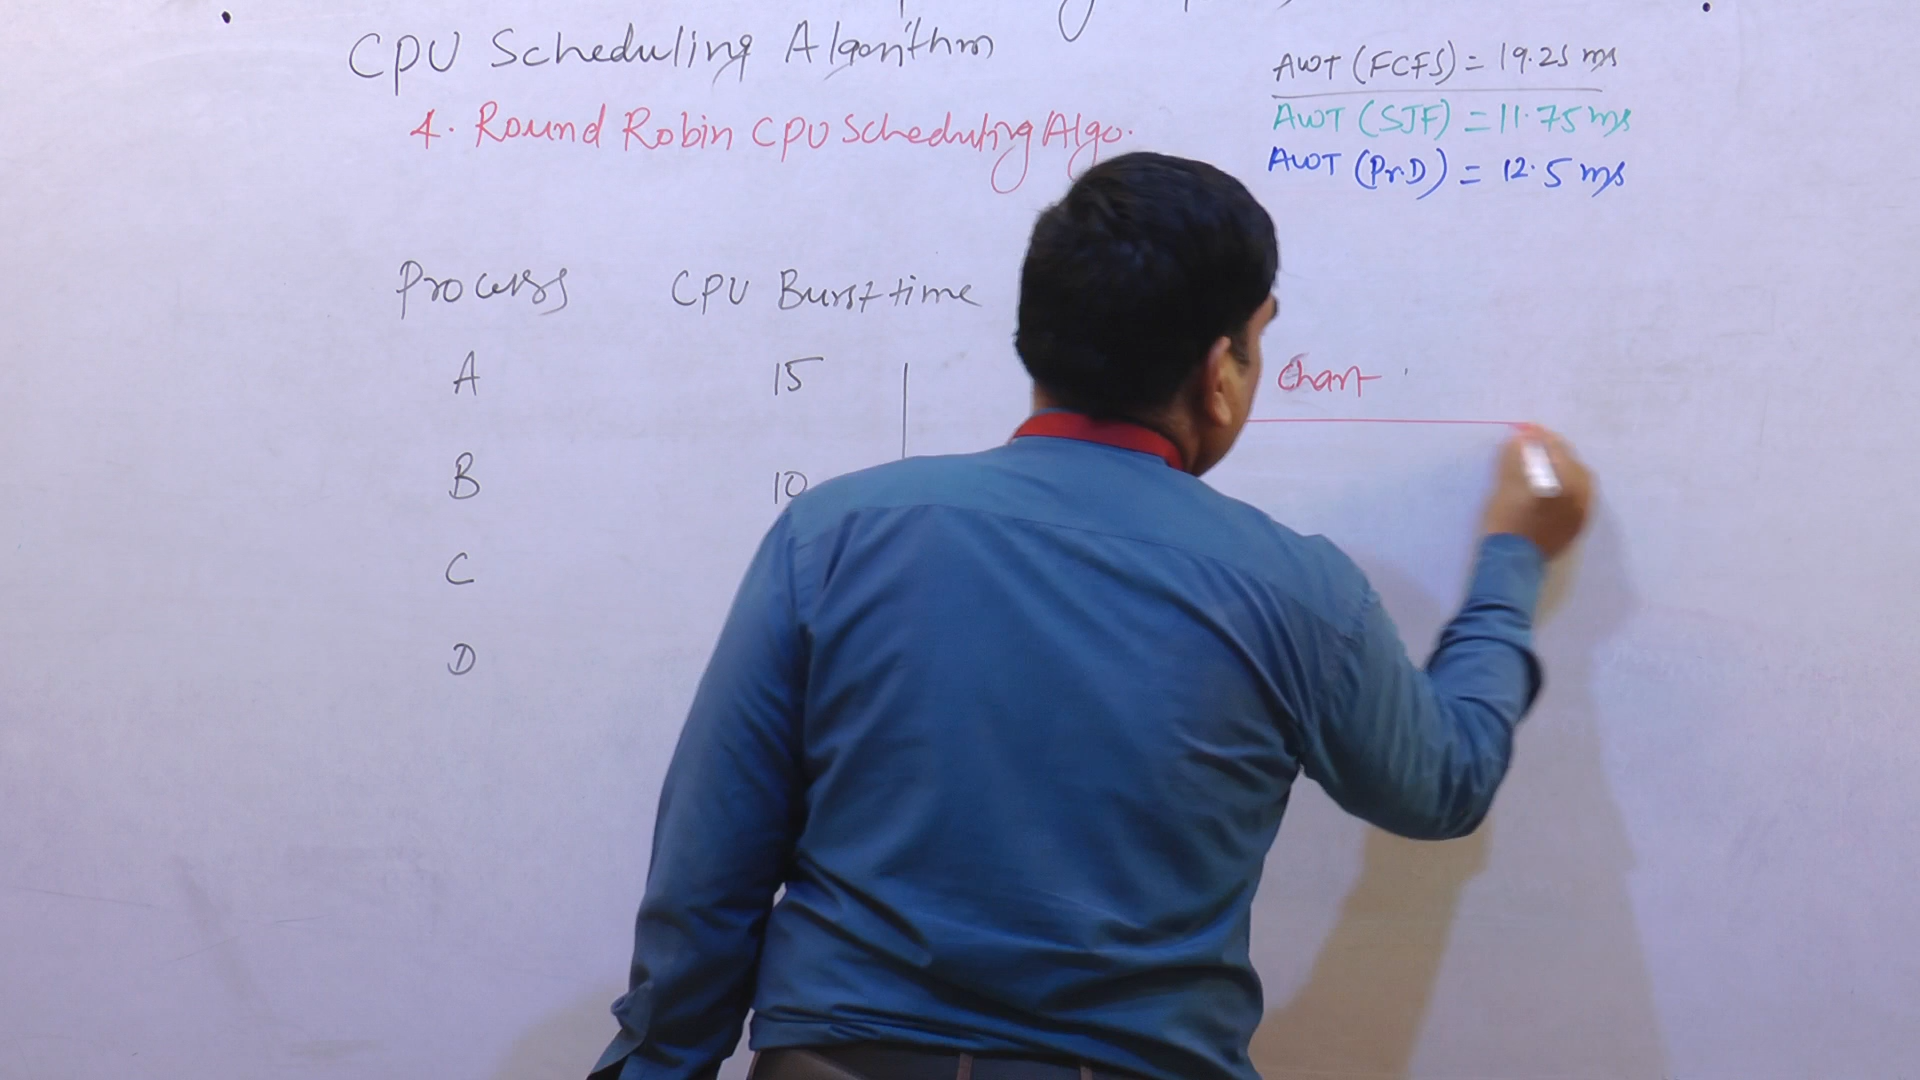 CPU Scheduling Algorithm
4. Round Robin CPU Scheduling Algo.
AWT (FCFS) = 19.25 ms
AWT (SJF) = 11.75 ms
AWT (Pr.D) = 12.5 ms
Process CPU Burst time
A 15
Chart
B 10
C
D